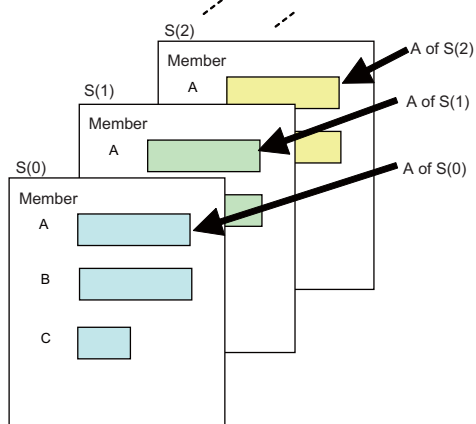 S(2)
Member
A
A of S(2)
S(1)
Member
A
A of S(1)
S(0)
Member
A
A of S(0)
B
C